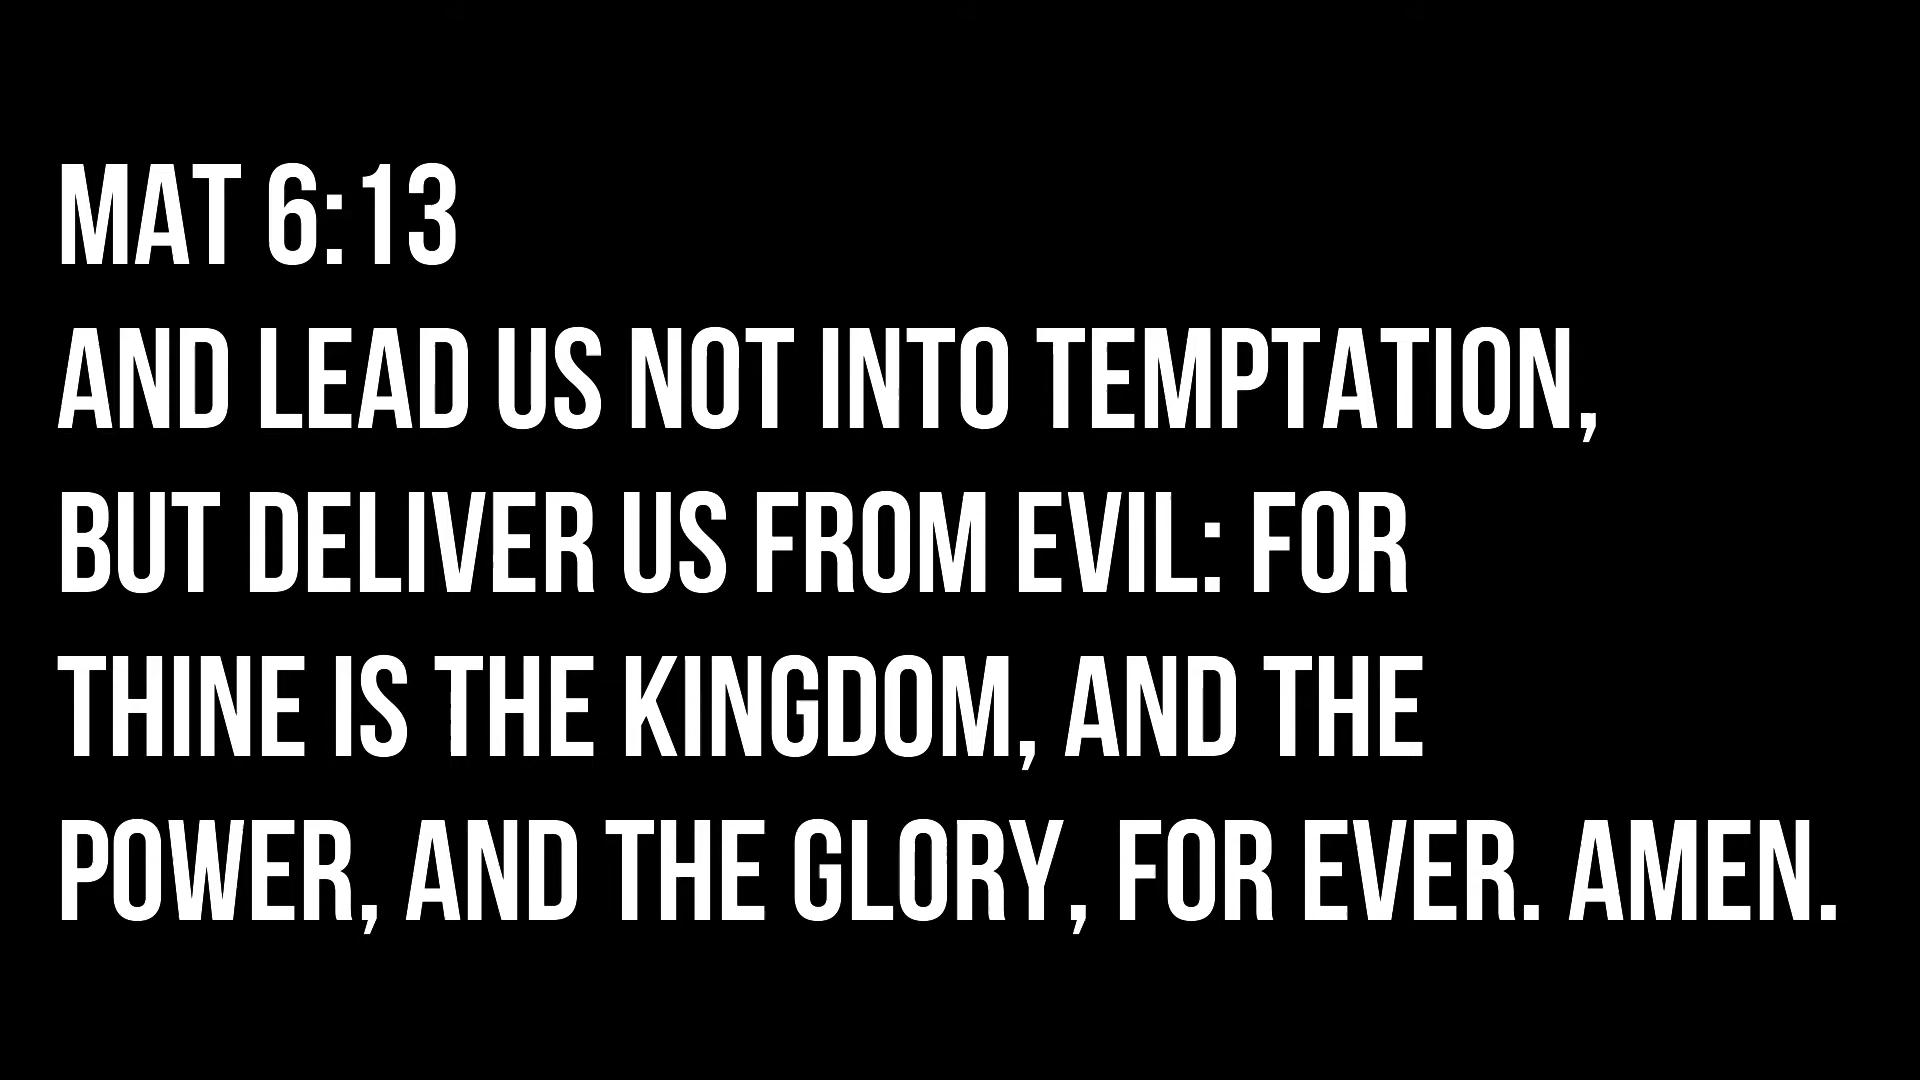 MAT 6:13
AND LEAD US NOT INTO TEMPTATION,
BUT DELIVER US FROM EVIL: FOR
THINE IS THE KINGDOM, AND THE
POWER, AND THE GLORY, FOR EVER. AMEN.